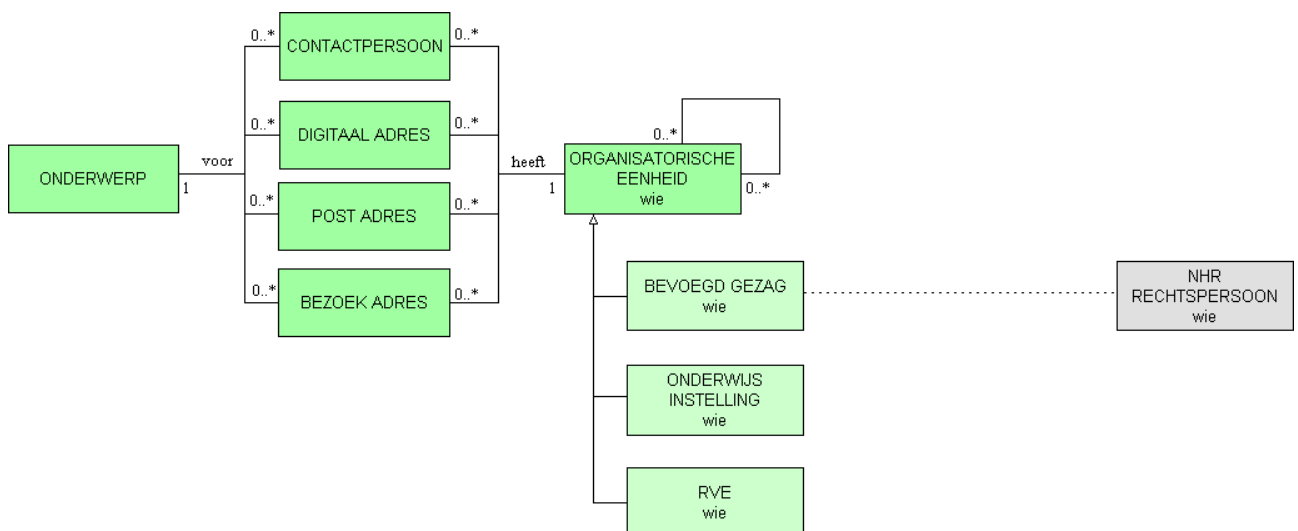 0..*
CONTACTPERSOON
0..*
0..*
DIGITAAL ADRES
0..*
ONDERWERP
1
voor
0..*
POST ADRES
0..*
0..*
BEZOEK ADRES
0..*
heeft
1
0..*
ORGANISATORISCHE
EENHEID
wie
0..*
BEVOEGD GEZAG
wie
NHR
RECHTSPERSOON
wie
ONDERWIJS
INSTELLING
wie
RVE
wie